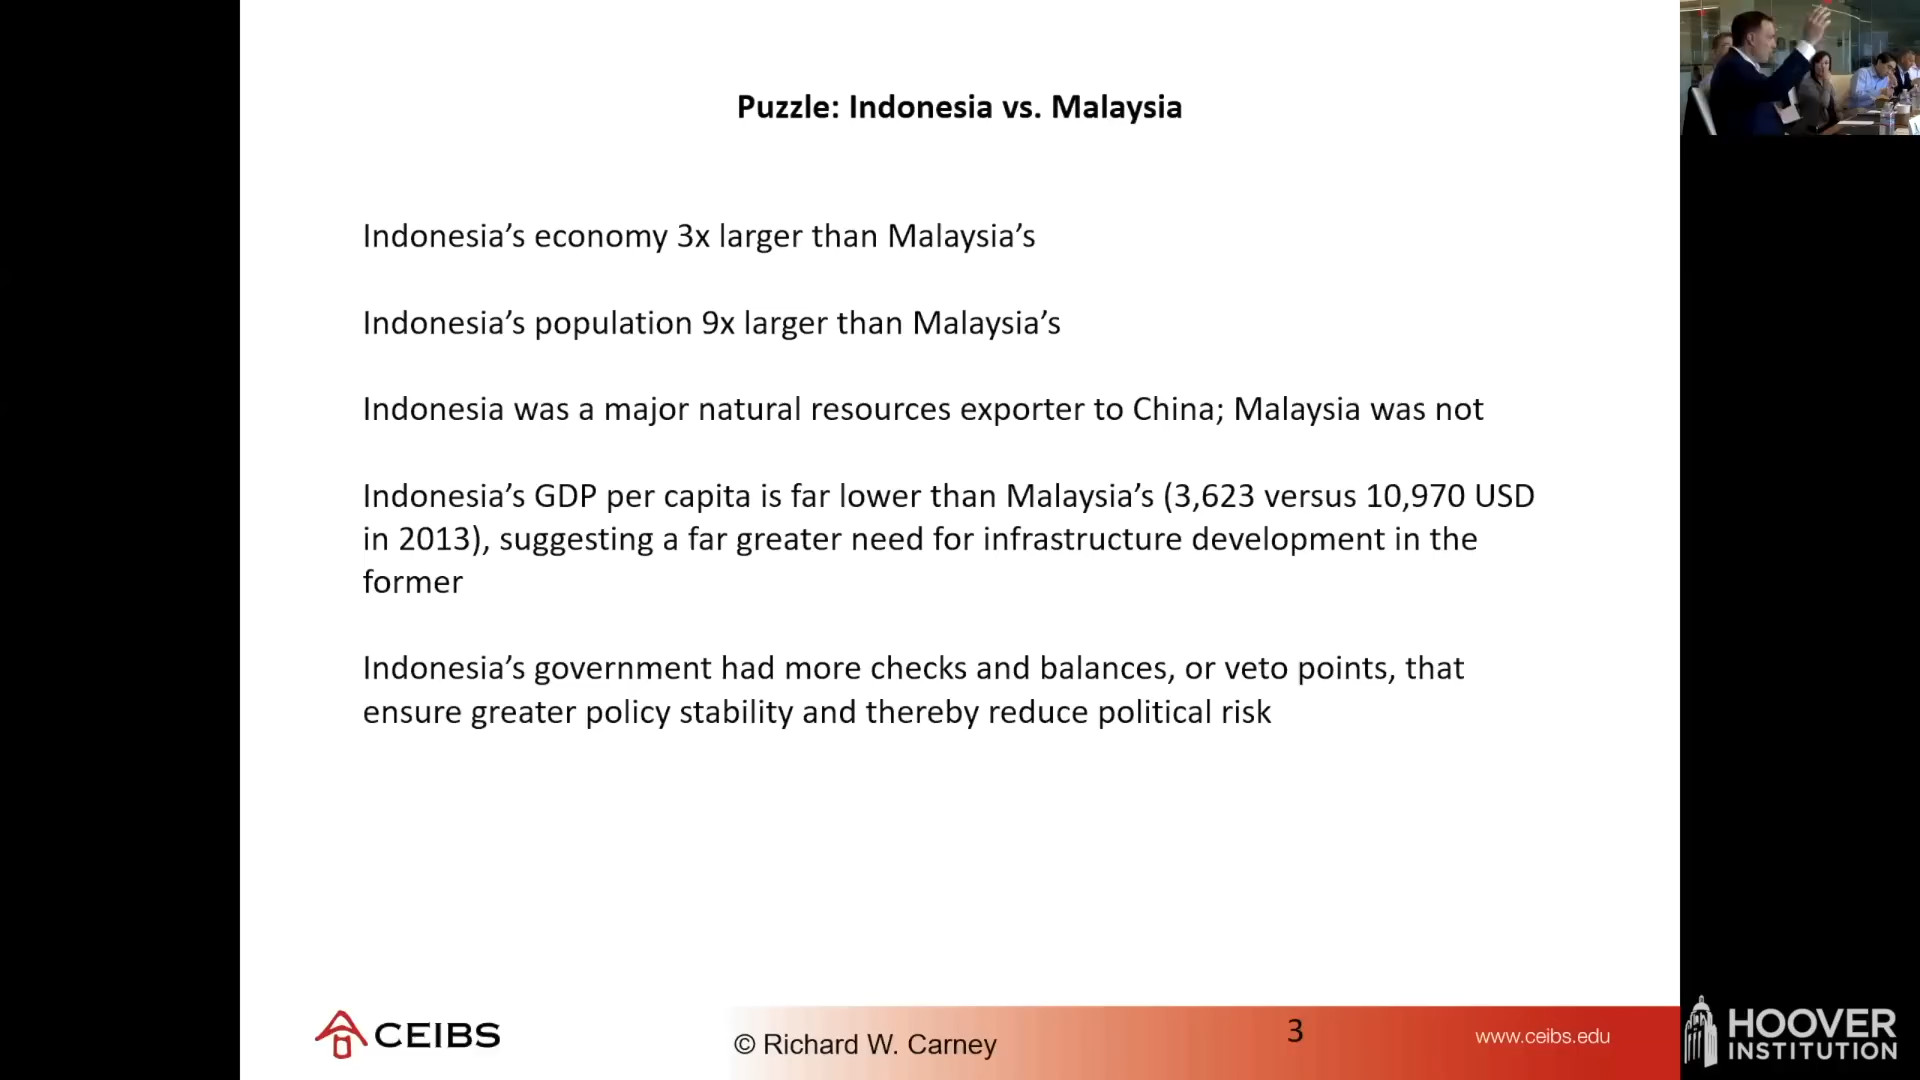 Puzzle: Indonesia vs. Malaysia
Indonesia’s economy 3x larger than Malaysia’s
Indonesia’s population 9x larger than Malaysia’s
Indonesia was a major natural resources exporter to China; Malaysia was not
Indonesia’s GDP per capita is far lower than Malaysia’s (3,623 versus 10,970 USD
in 2013), suggesting a far greater need for infrastructure development in the
former
Indonesia’s government had more checks and balances, or veto points, that
ensure greater policy stability and thereby reduce political risk
CEIBS
© Richard W. Carney
3
www.ceibs.edu
HOOVER
INSTITUTION